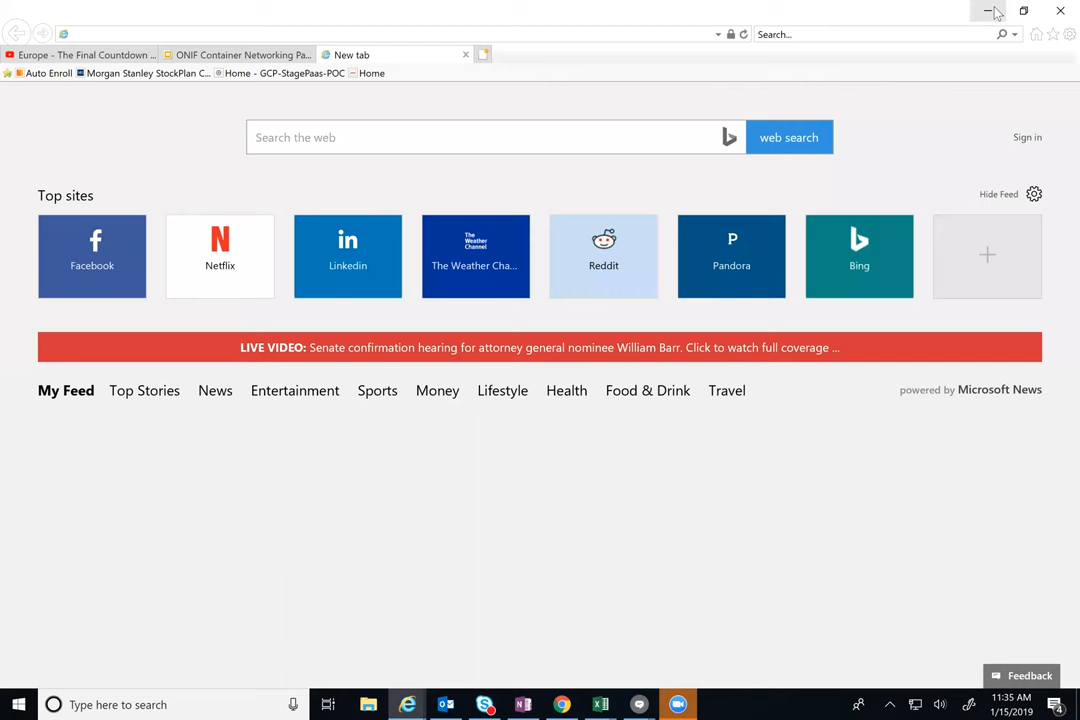 Search...
Europe - The Final Countdown ...
ONIF Container Networking Pa...
New tab
Auto Enroll
Morgan Stanley StockPlan C...
Home - GCP-StagePaas-POC
Home
Search the web
web search
Sign in
Top sites
Hide Feed
Facebook
Netflix
Linkedin
The Weather Channel
The Weather Cha...
Reddit
P
Pandora
Bing
LIVE VIDEO: Senate confirmation hearing for attorney general nominee William Barr. Click to watch full coverage ...
My Feed Top Stories News Entertainment Sports Money Lifestyle Health Food & Drink Travel
powered by Microsoft News
Feedback
Type here to search
11:35 AM
1/15/2019
4